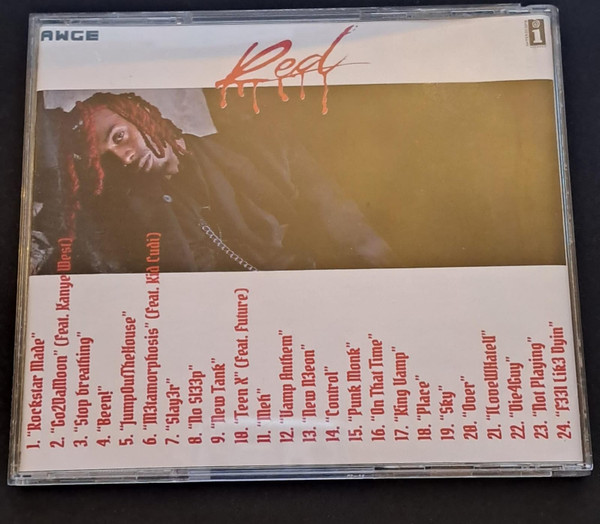 AWGE
Red
i
1. "Rockstar Made"
2. "Go2DaMoon" (feat. Kanye West)
3. "Stop breathing"
4. "Beno!"
5. "JumpOutTheHouse"
6. "M3tamorphosis" (feat. Kid Cudi)
7. "Slay3r"
8. "No Sl33p"
9. "New Tank"
10. "Teen X" (feat. Future)
11. "Meh"
12. "Vamp Anthem"
13. "New N3eon"
14. "Control"
15. "Punk Monk"
16. "On That Time"
17. "King Vamp"
18. "Place"
19. "Sky"
20. "Over"
21. "ILoveUIHateU"
22. "Die4Guy"
23. "Not Playing"
24. "F33l Lik3 Dyin"